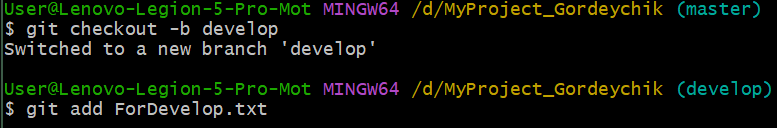 User@Lenovo-Legion-5-Pro-Mot MINGW64 /d/MyProject_Gordeychik (master)
$ git checkout -b develop
Switched to a new branch 'develop'
User@Lenovo-Legion-5-Pro-Mot MINGW64 /d/MyProject_Gordeychik (develop)
$ git add ForDevelop.txt